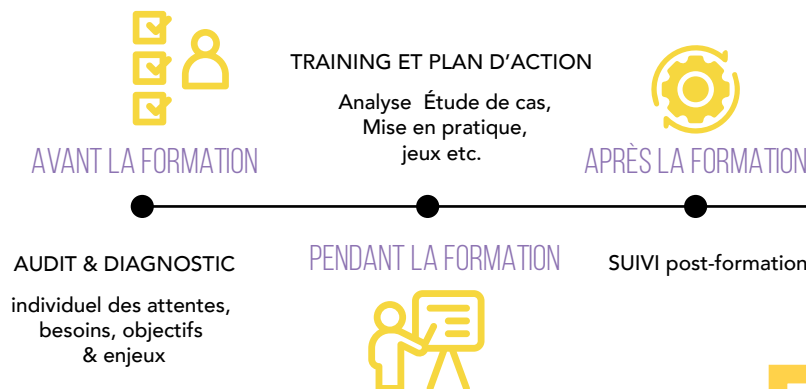 AVANT LA FORMATION
AUDIT & DIAGNOSTIC
individuel des attentes,
besoins, objectifs
& enjeux
TRAINING ET PLAN D’ACTION
Analyse Étude de cas,
Mise en pratique,
jeux etc.
PENDANT LA FORMATION
APRÈS LA FORMATION
SUIVI post-formation